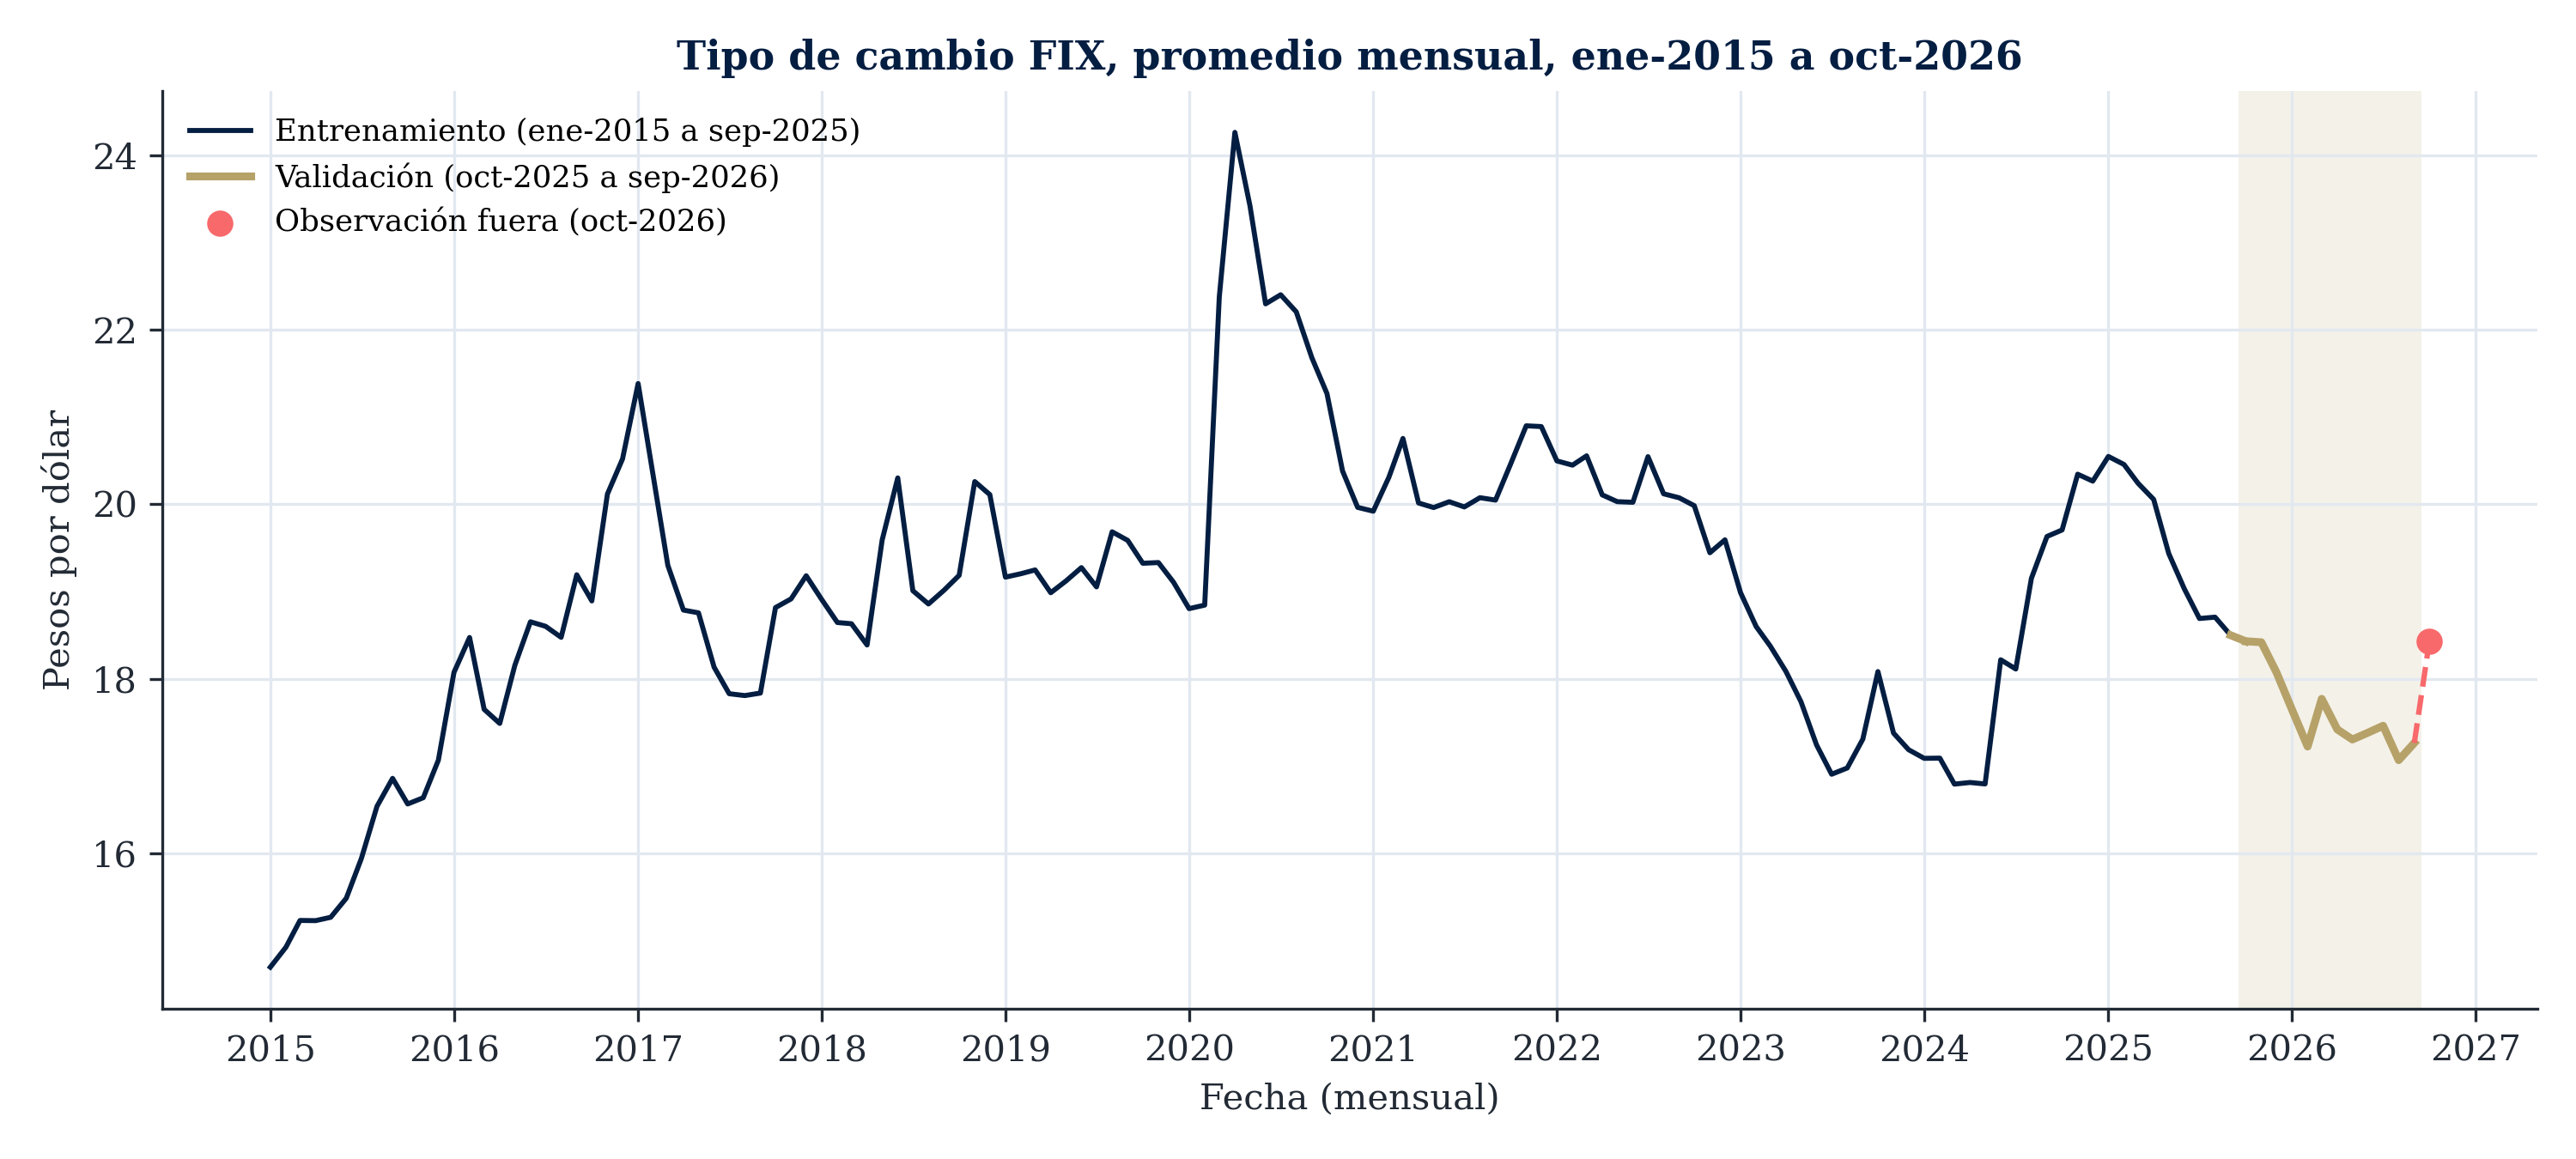 Tipo de cambio FIX, promedio mensual, ene-2015 a oct-2026
Entrenamiento (ene-2015 a sep-2025)
Validación (oct-2025 a sep-2026)
Observación fuera (oct-2026)
Pesos por dólar
24
22
20
18
16
2015 2016 2017 2018 2019 2020 2021 2022 2023 2024 2025 2026 2027
Fecha (mensual)